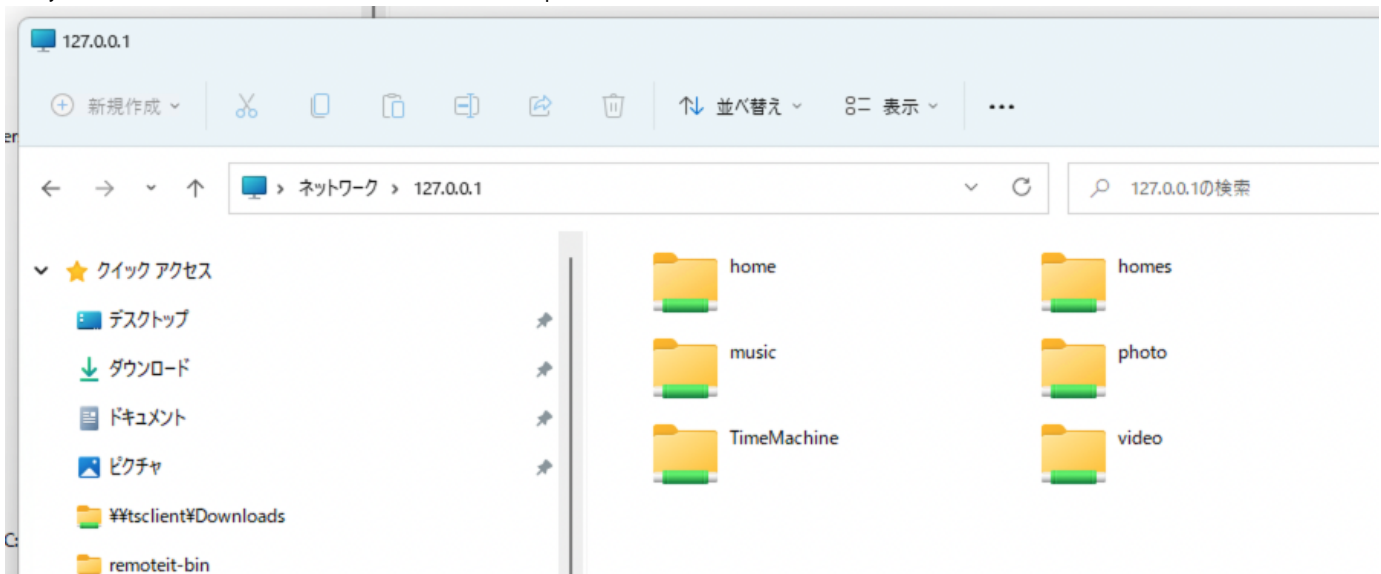 127.0.0.1
新規作成
並べ替え
表示
ネットワーク > 127.0.0.1
127.0.0.1の検索
クイック アクセス
デスクトップ
ダウンロード
ドキュメント
ピクチャ
¥¥tsclient¥Downloads
remoteit-bin
home
homes
music
photo
TimeMachine
video
er
C: